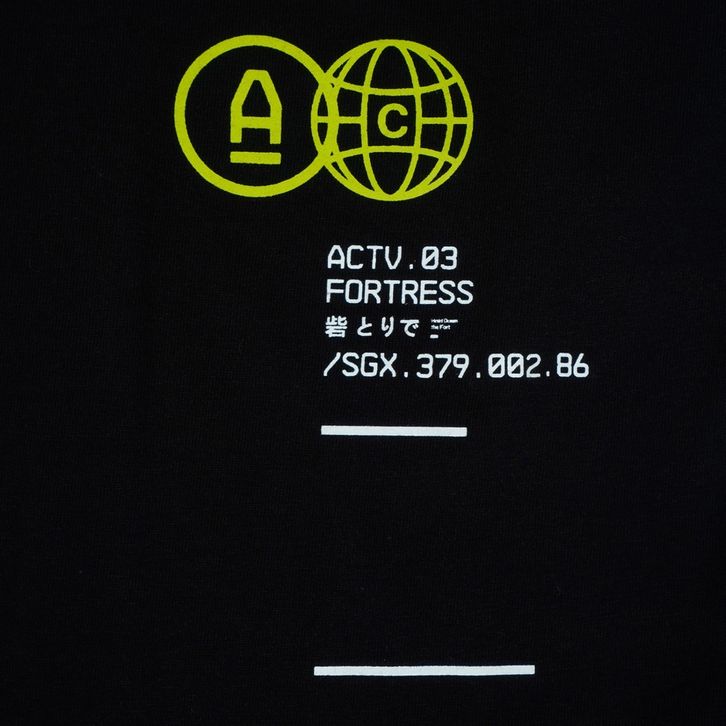 A C
ACTV.03
FORTRESS
砦 とりで
/SGX.379.002.86